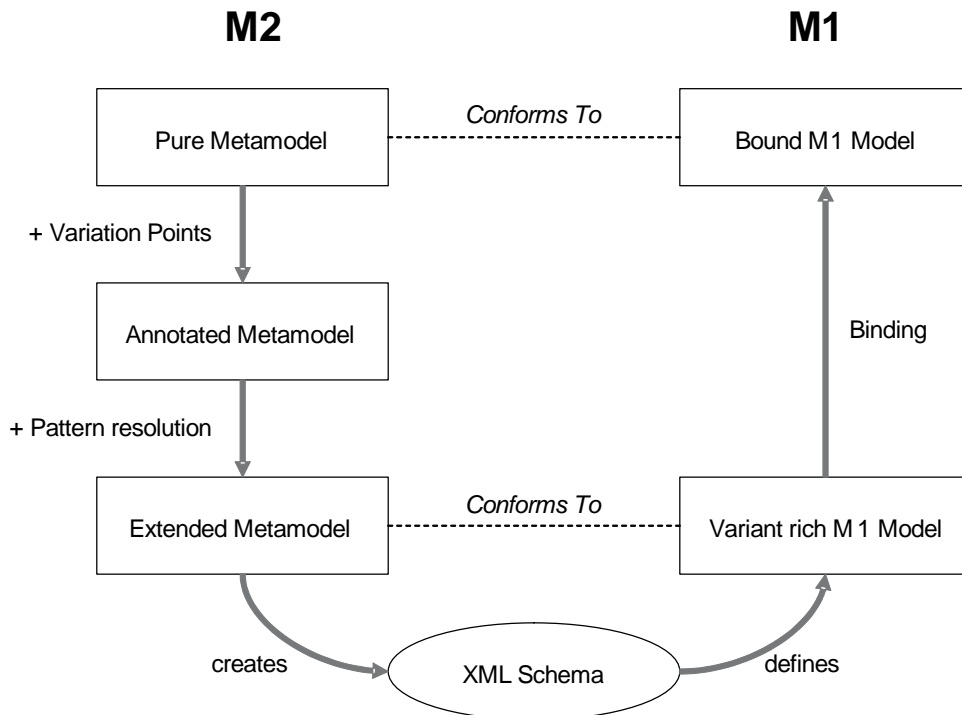 M2
M1
Pure Metamodel
Conforms To
Bound M1 Model
+ Variation Points
Annotated Metamodel
Binding
+ Pattern resolution
Extended Metamodel
Conforms To
Variant rich M1 Model
creates
XML Schema
defines